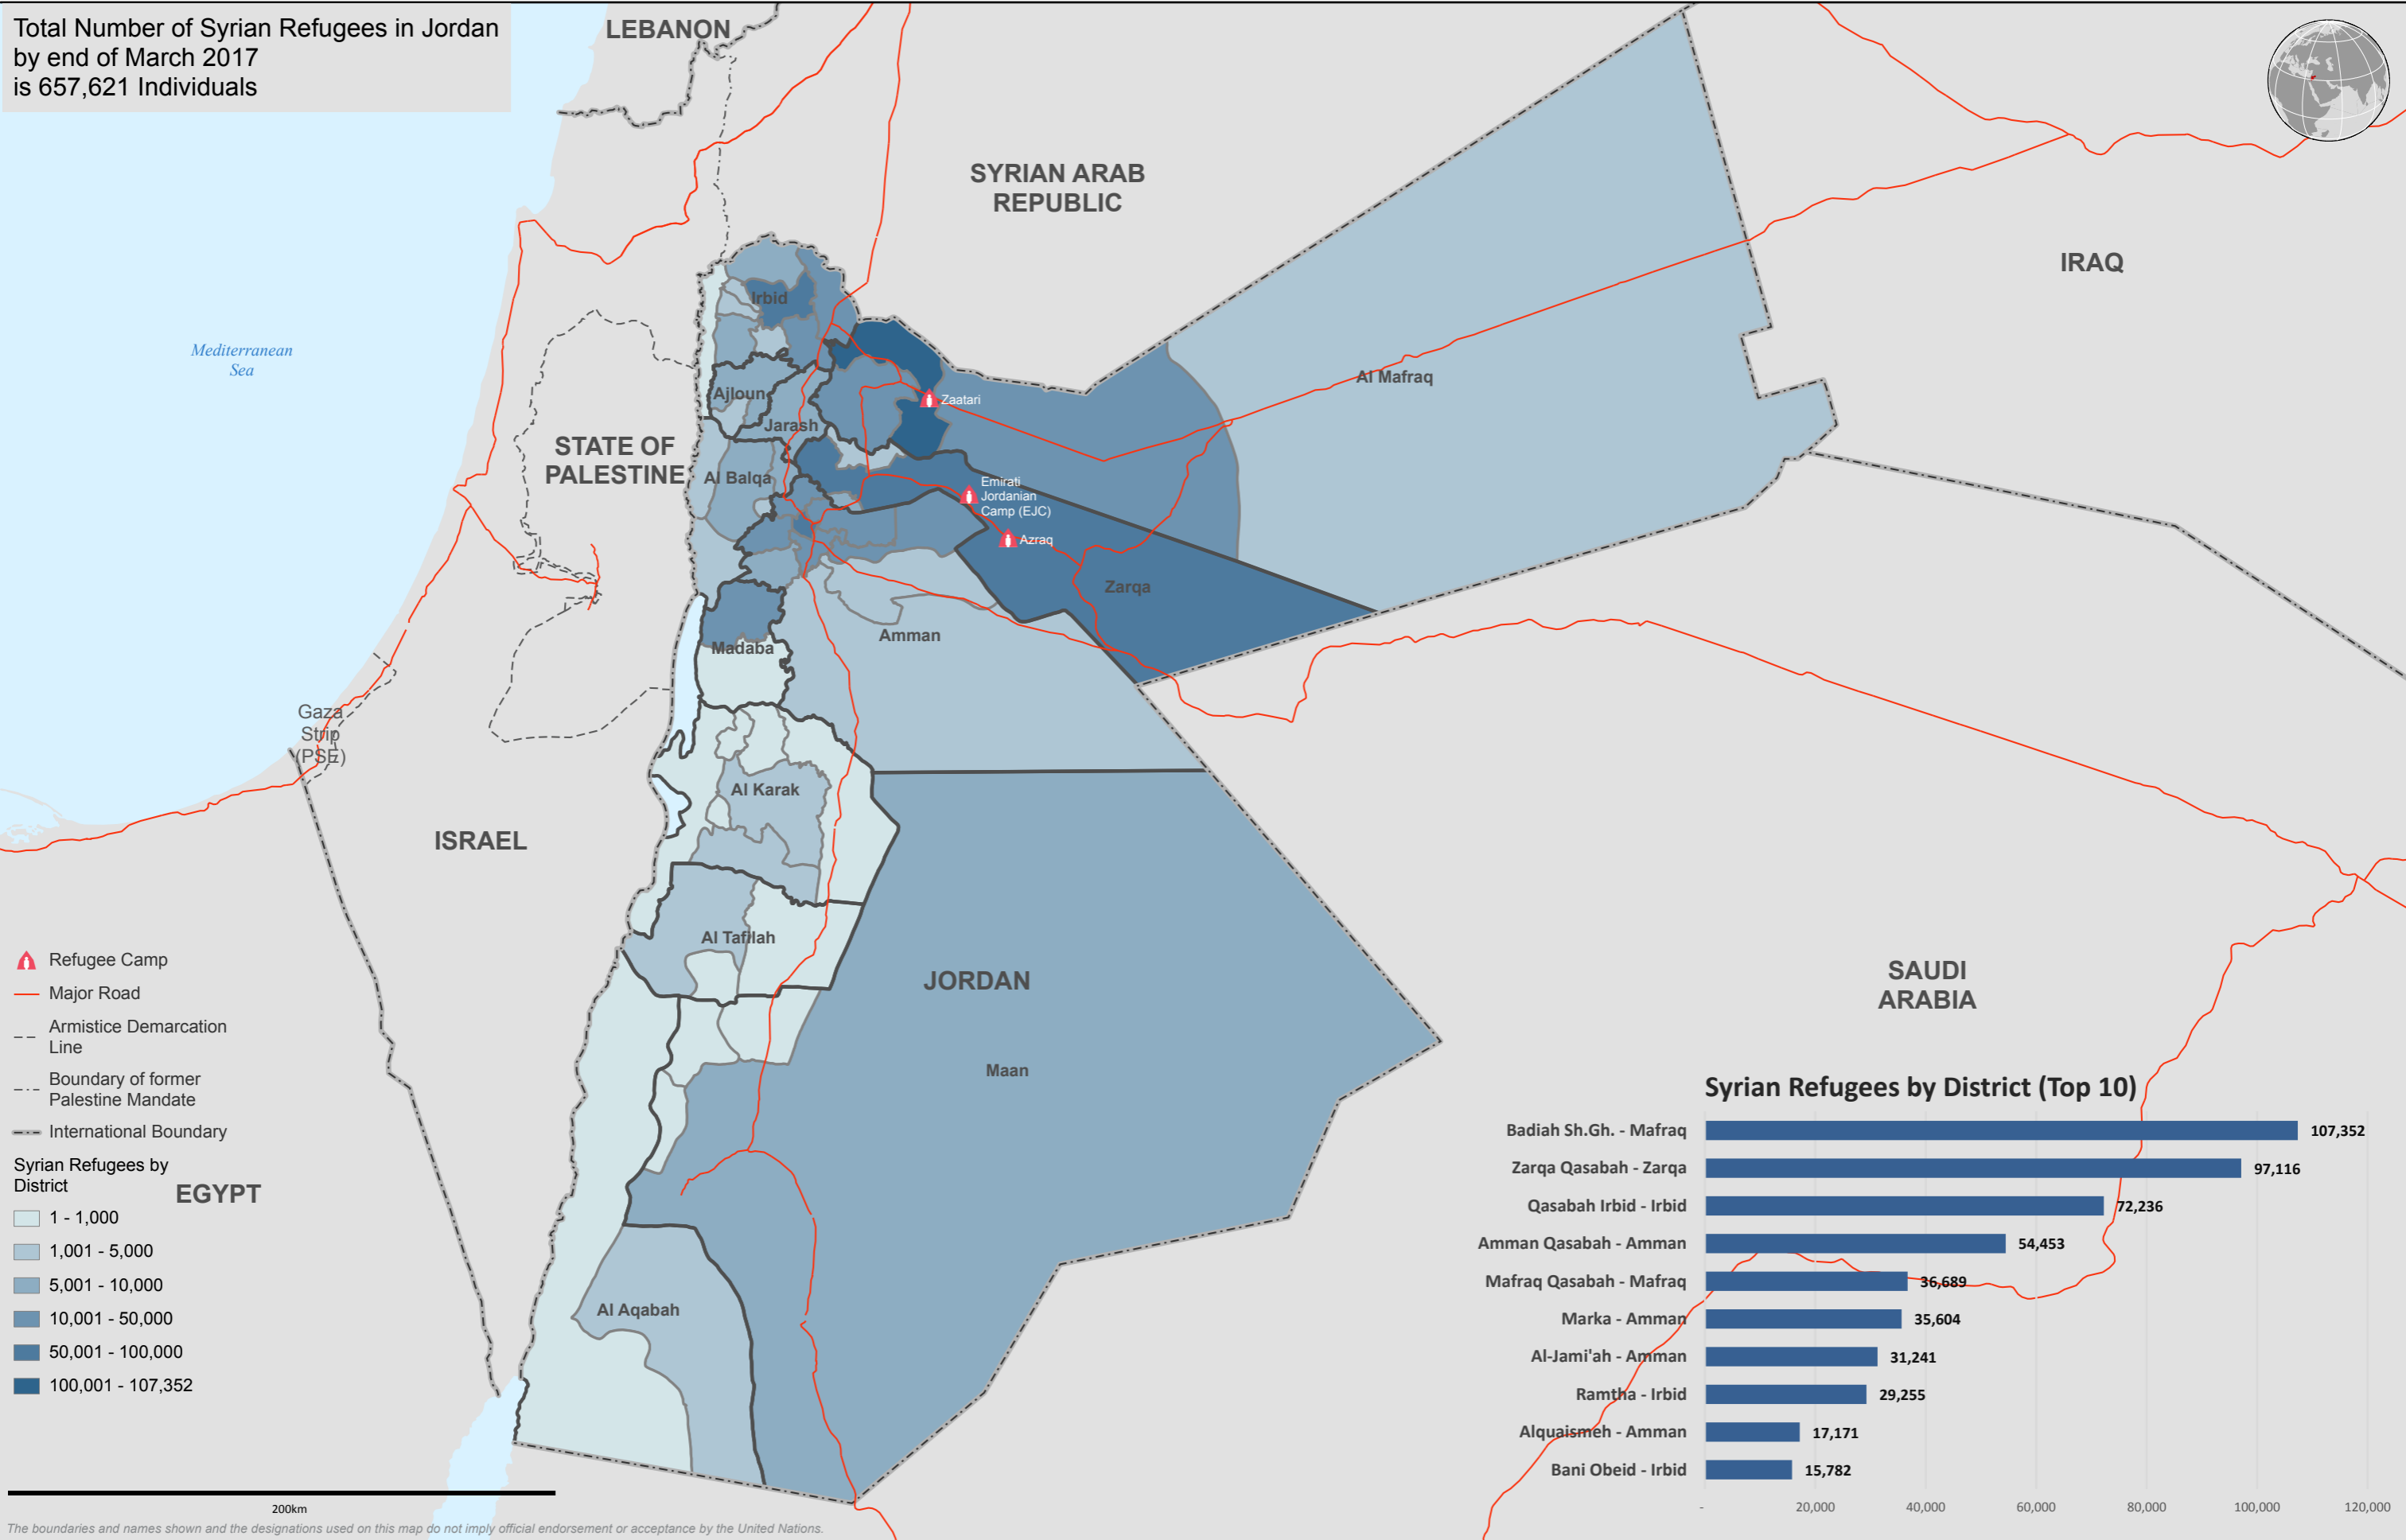 Total Number of Syrian Refugees in Jordan
by end of March 2017
is 657,621 Individuals
LEBANON
SYRIAN ARAB
REPUBLIC
IRAQ
Mediterranean
Sea
Irbid
Al Mafraq
Ajloun
Zaatari
Jarash
STATE OF
PALESTINE
Al Balqa
Emirati
Jordanian
Camp (EJC)
Azraq
Zarqa
Amman
Madaba
Gaza
Strip
(PSE)
Al Karak
ISRAEL
Al Tafilah
JORDAN
SAUDI
ARABIA
Maan
Al Aqabah
EGYPT
Refugee Camp
Major Road
Armistice Demarcation
Line
Boundary of former
Palestine Mandate
International Boundary
Syrian Refugees by
District
1 - 1,000
1,001 - 5,000
5,001 - 10,000
10,001 - 50,000
50,001 - 100,000
100,001 - 107,352
200km
The boundaries and names shown and the designations used on this map do not imply official endorsement or acceptance by the United Nations.
Syrian Refugees by District (Top 10)
Badiah Sh.Gh. - Mafraq 107,352
Zarqa Qasabah - Zarqa 97,116
Qasabah Irbid - Irbid 72,236
Amman Qasabah - Amman 54,453
Mafraq Qasabah - Mafraq 36,689
Marka - Amman 35,604
Al-Jami'ah - Amman 31,241
Ramtha - Irbid 29,255
Alquaismeh - Amman 17,171
Bani Obeid - Irbid 15,782
- 20,000 40,000 60,000 80,000 100,000 120,000